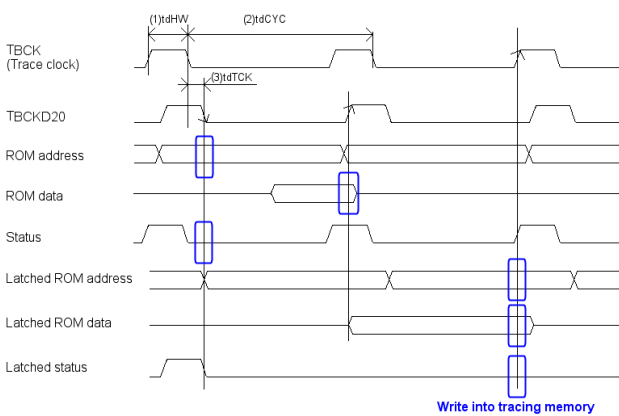 (1)tdHW
(2)tdCYC
TBCK
(Trace clock)
(3)tdTCK
TBCKD20
ROM address
ROM data
Status
Latched ROM address
Latched ROM data
Latched status
Write into tracing memory